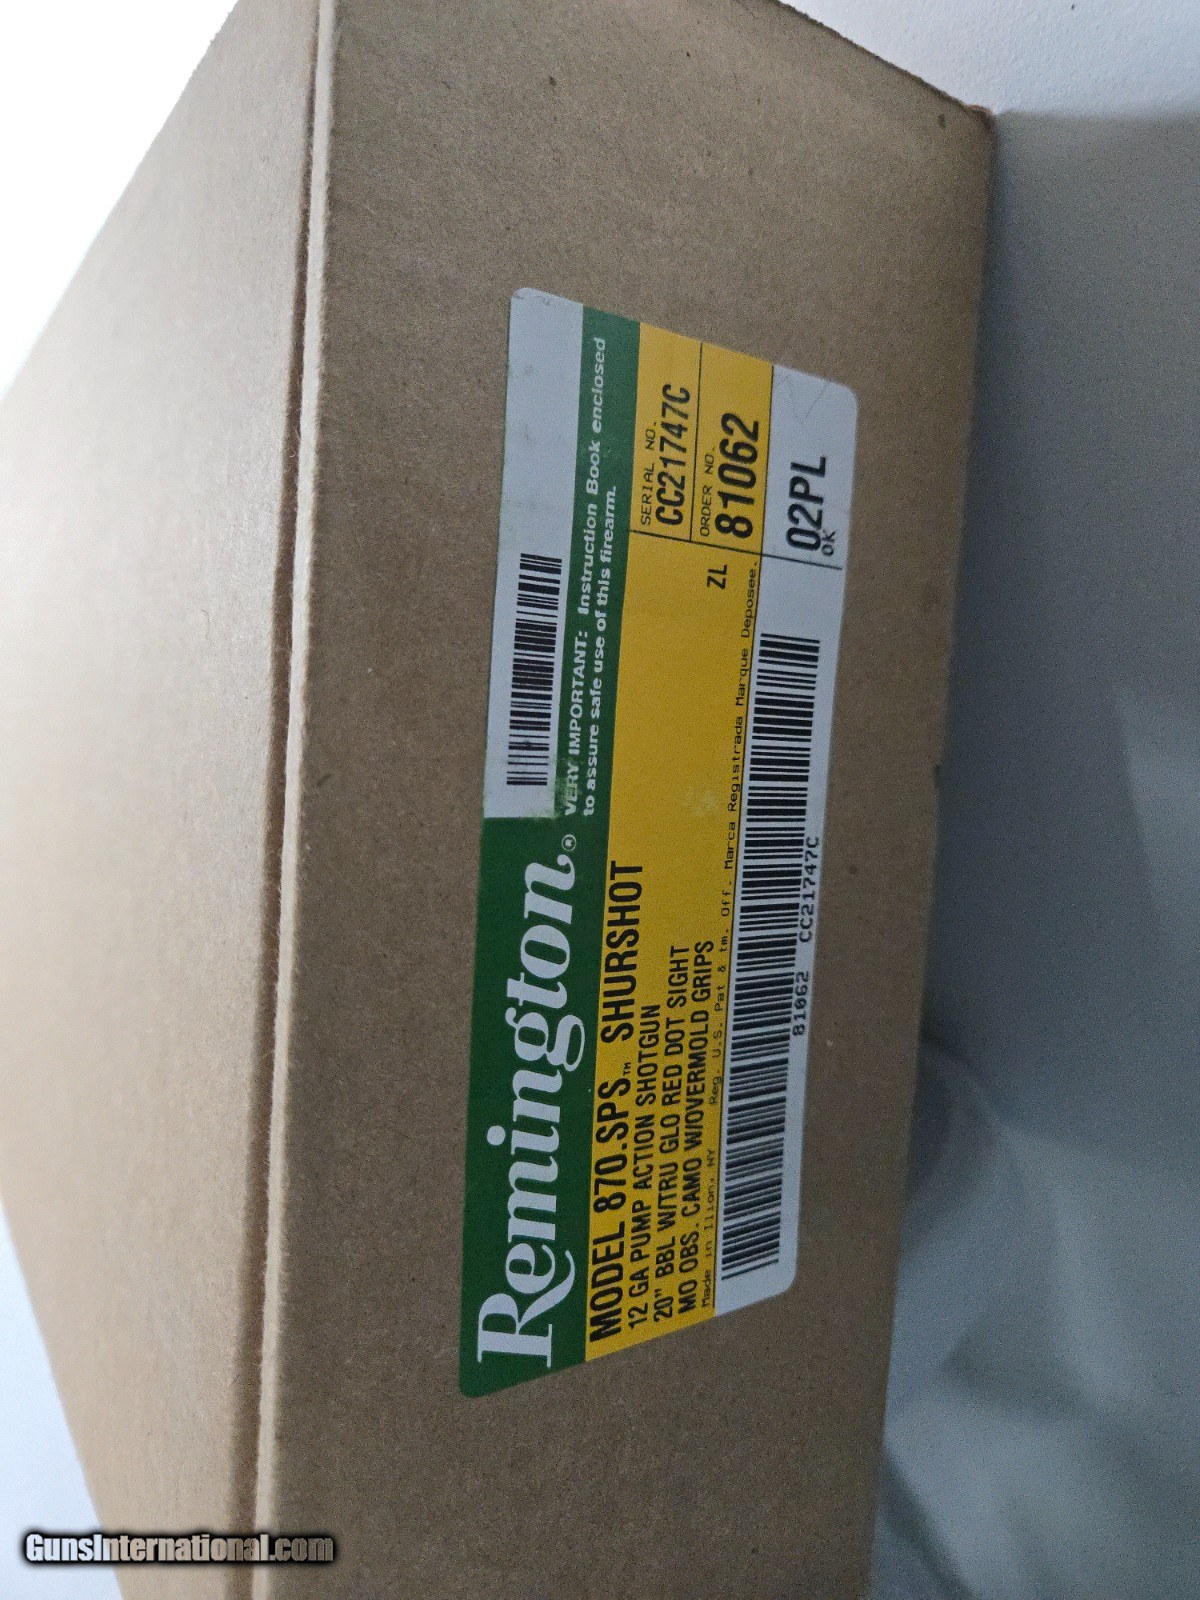 Remington®
VERY IMPORTANT: Instruction Book enclosed
to assure safe use of this firearm.
MODEL 870.SPS™ SHURSHOT
12 GA PUMP ACTION SHOTGUN
20" BBL W/TRU GLO RED DOT SIGHT
MO OBS. CAMO W/OVERMOLD GRIPS
ZL
SERIAL NO.
CC21747C
ORDER NO.
81062
Made in Ilion, NY Reg. U.S. Pat & tm. Off. Marca Registrada Marque Deposee.
81062 CC21747C
02PL
OK
GunsInternational.com